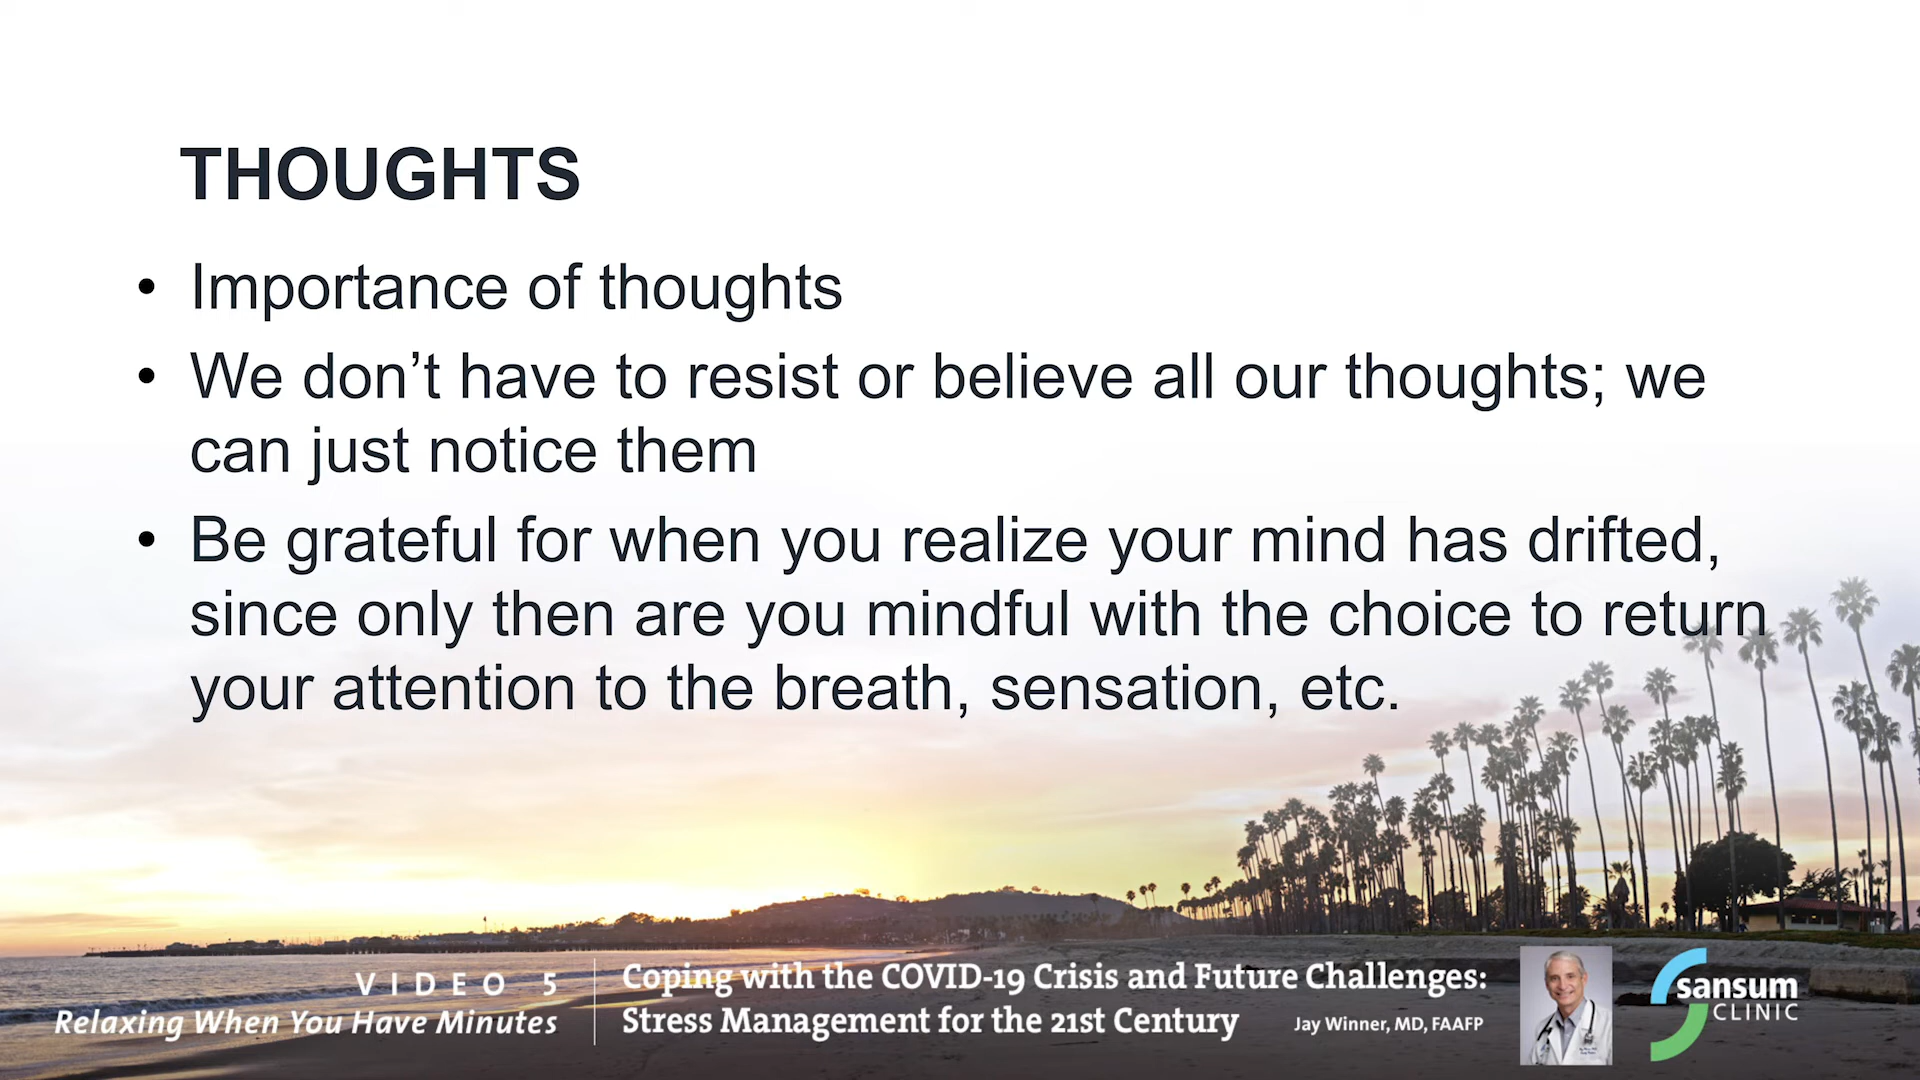 THOUGHTS
• Importance of thoughts
• We don’t have to resist or believe all our thoughts; we
can just notice them
• Be grateful for when you realize your mind has drifted,
since only then are you mindful with the choice to return
your attention to the breath, sensation, etc.
VIDEO 5
Relaxing When You Have Minutes
Coping with the COVID-19 Crisis and Future Challenges:
Stress Management for the 21st Century
Jay Winner, MD, FAAFP
sansum
CLINIC